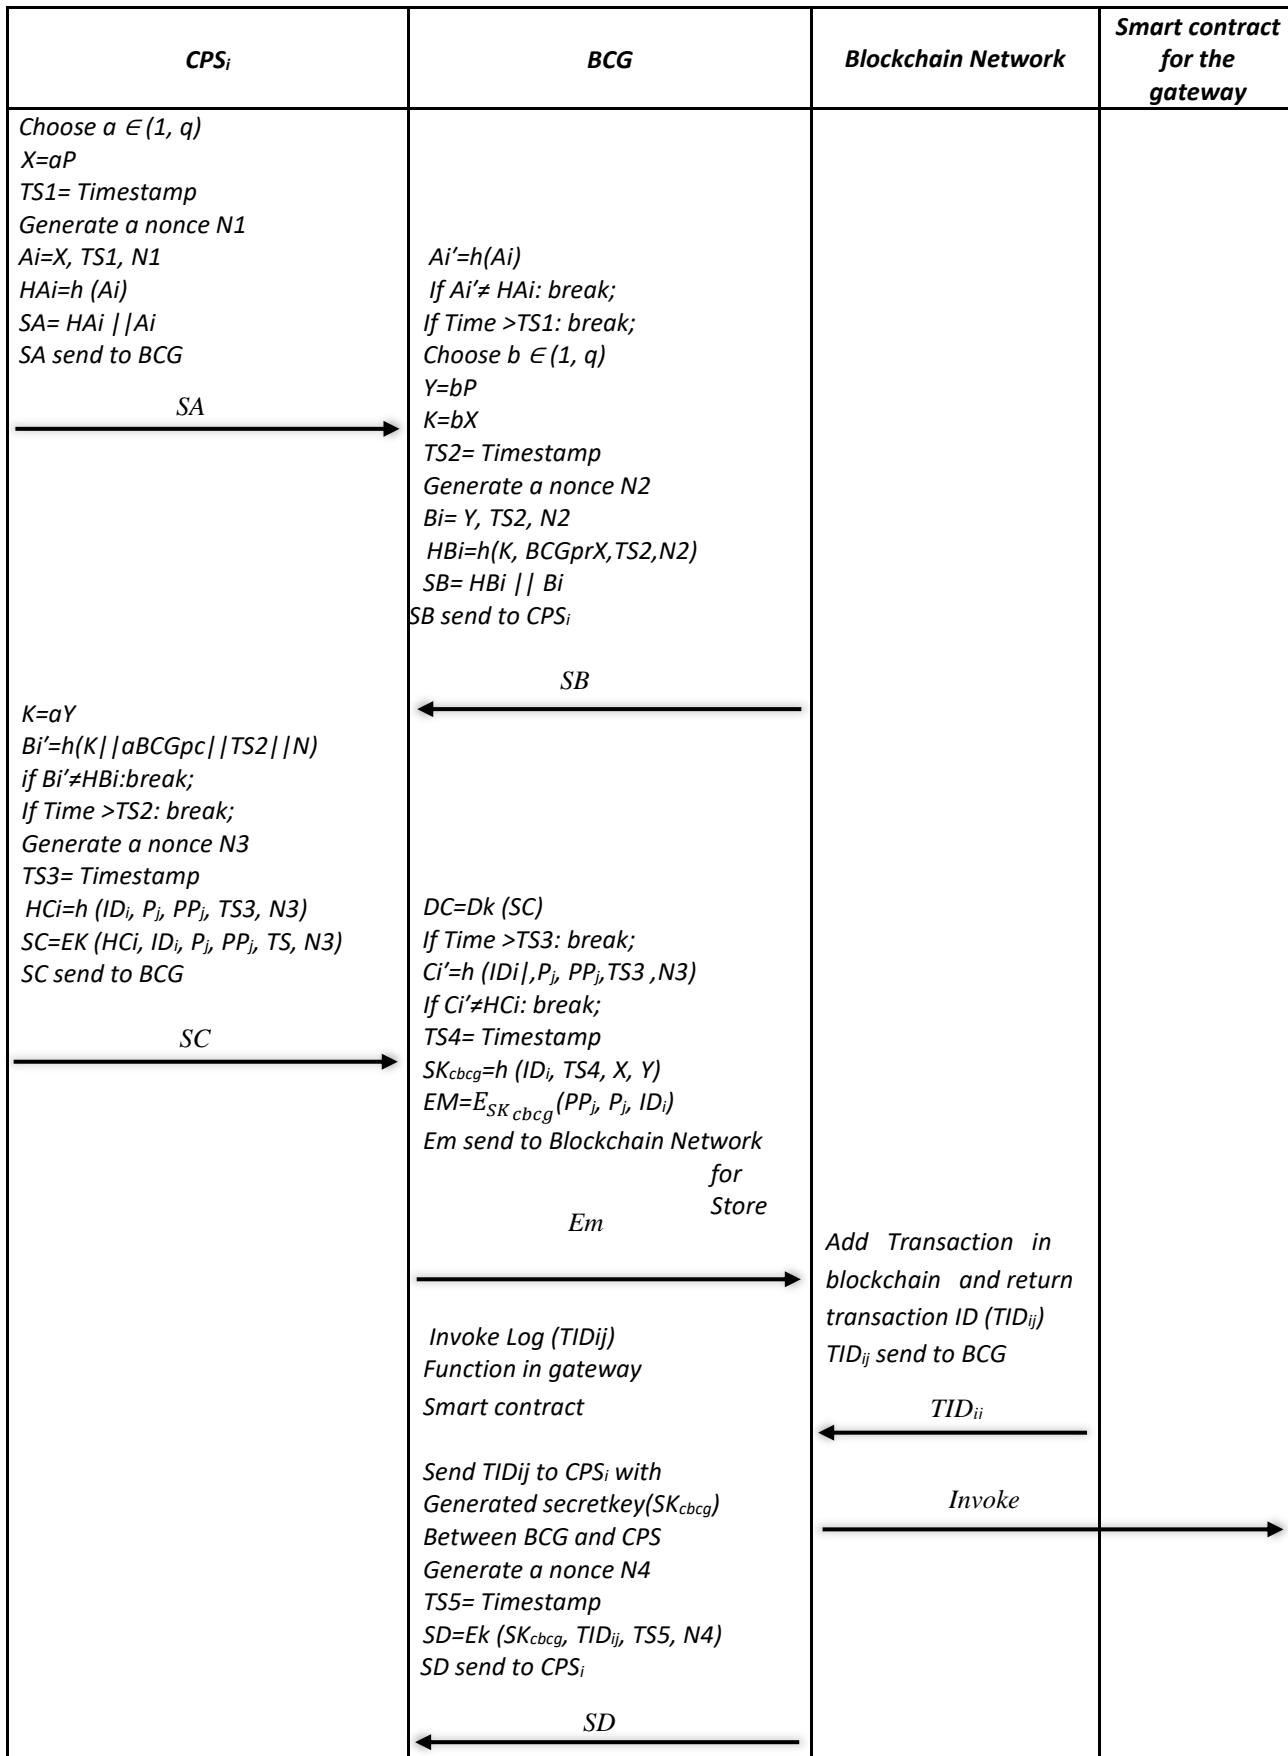 CPSi
BCG
Blockchain Network
Smart contract
for the
gateway
Choose a ∈ (1, q)
X=aP
TS1= Timestamp
Generate a nonce N1
Ai=X, TS1, N1
HAi=h (Ai)
SA= HAi ||Ai
SA send to BCG
SA
Ai’=h(Ai)
If Ai’≠ HAi: break;
If Time >TS1: break;
Choose b ∈ (1, q)
Y=bP
K=bX
TS2= Timestamp
Generate a nonce N2
Bi= Y, TS2, N2
HBi=h(K, BCGprX,TS2,N2)
SB= HBi || Bi
SB send to CPSi
SB
K=aY
Bi’=h(K||aBCGpc||TS2||N)
if Bi’≠HBi:break;
If Time >TS2: break;
Generate a nonce N3
TS3= Timestamp
HCi=h (IDi, Pj, PPj, TS3, N3)
SC=EK (HCi, IDi, Pj, PPj, TS, N3)
SC send to BCG
SC
DC=Dk (SC)
If Time >TS3: break;
Ci’=h (IDi|,Pj, PPj,TS3 ,N3)
If Ci’≠HCi: break;
TS4= Timestamp
SKcbcg=h (IDi, TS4, X, Y)
EM=ESKcbcg(PPj, Pj, IDi)
Em send to Blockchain Network
for
Store
Em
Add Transaction in
blockchain and return
transaction ID (TIDij)
TIDij send to BCG
TIDii
Invoke Log (TIDij)
Function in gateway
Smart contract
Send TIDij to CPSi with
Generated secretkey(SKcbcg)
Between BCG and CPS
Generate a nonce N4
TS5= Timestamp
SD=Ek (SKcbcg, TIDij, TS5, N4)
SD send to CPSi
Invoke
SD